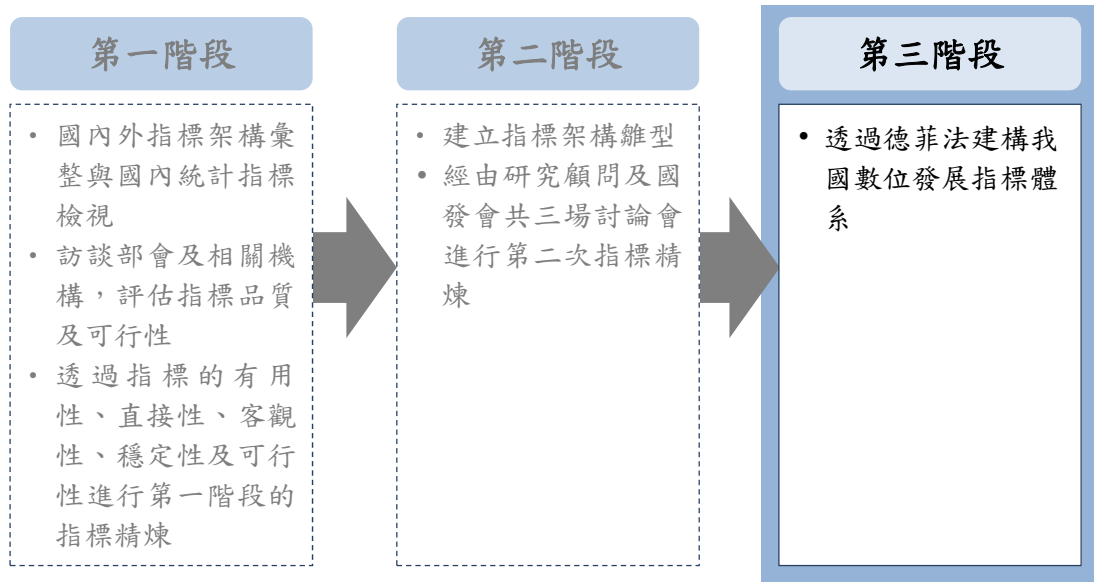 第一階段
• 國內外指標架構彙
整與國內統計指標
檢視
• 訪談部會及相關機
構，評估指標品質
及可行性
• 透過指標的有用
性、直接性、客觀
性、穩定性及可行
性進行第一階段的
指標精煉
第二階段
• 建立指標架構雛型
• 經由研究顧問及國
發會共三場討論會
進行第二次指標精
煉
第三階段
• 透過德菲法建構我
國數位發展指標體
系